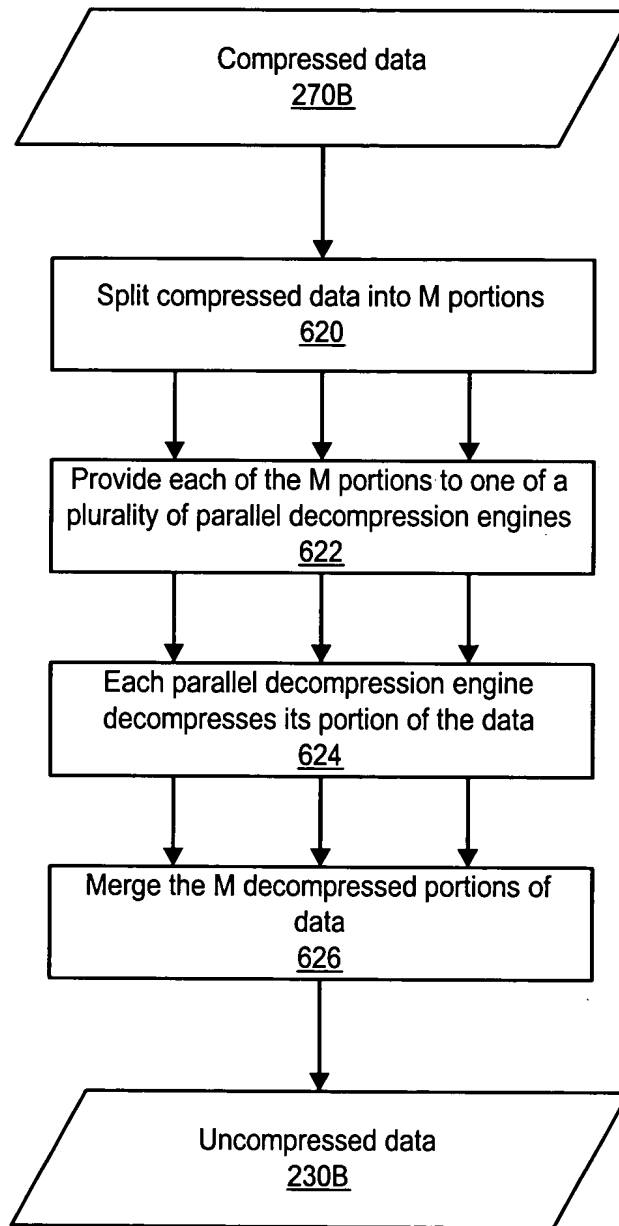 Compressed data
270B
Split compressed data into M portions
620
Provide each of the M portions to one of a
plurality of parallel decompression engines
622
Each parallel decompression engine
decompresses its portion of the data
624
Merge the M decompressed portions of
data
626
Uncompressed data
230B